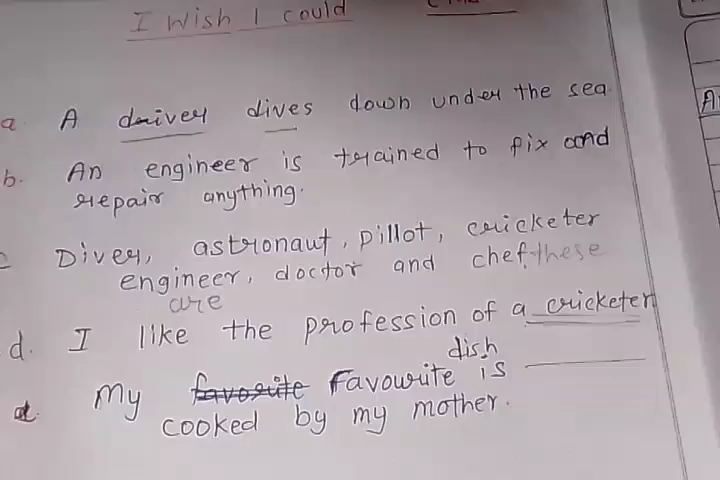 I Wish I could
a. A driver dives down under the sea.
b. An engineer is trained to fix and
repair anything.
c Diver, astronaut, pillot, cricketer
engineer, doctor and chef.these
are
d. I like the profession of a cricketer
dish
d. My favorite Favourite is
cooked by my mother.